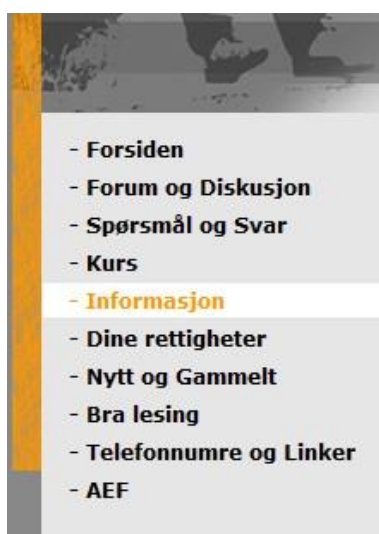 - Forsiden
- Forum og Diskusjon
- Spørsmål og Svar
- Kurs
- Informasjon
- Dine rettigheter
- Nytt og Gammelt
- Bra lesing
- Telefonnumre og Linker
- AEF